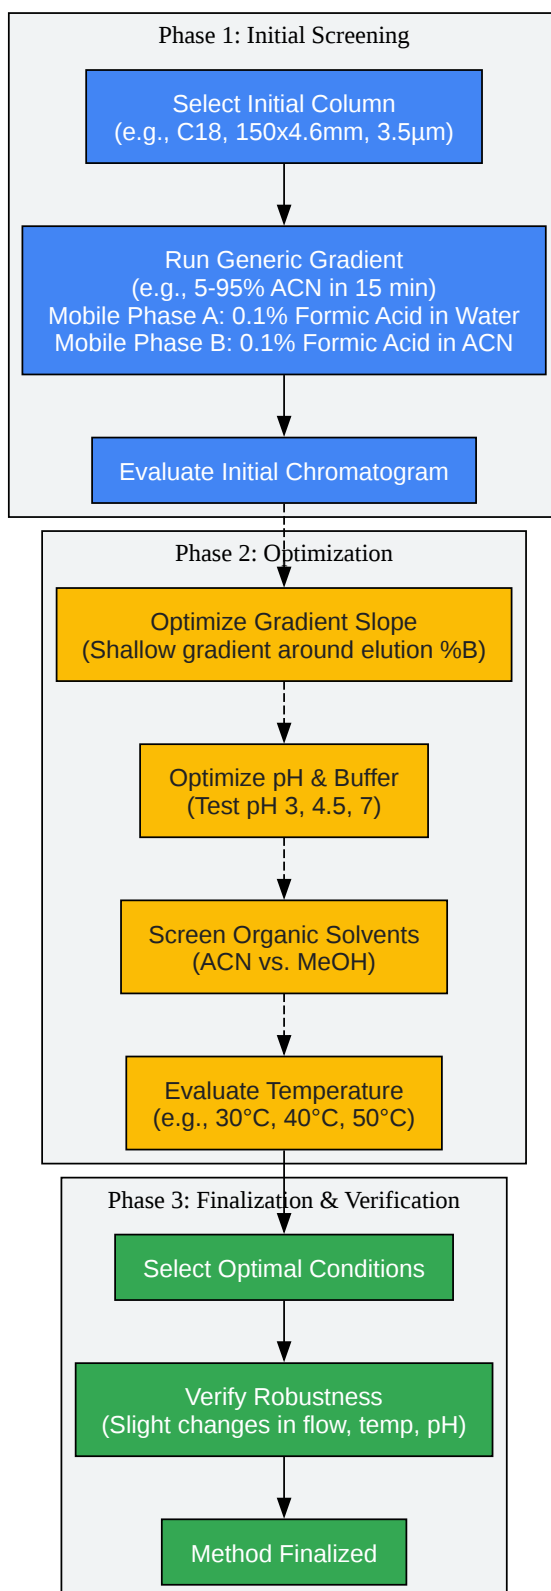 Phase 1: Initial Screening
Select Initial Column
(e.g., C18, 150x4.6mm, 3.5µm)
Run Generic Gradient
(e.g., 5-95% ACN in 15 min)
Mobile Phase A: 0.1% Formic Acid in Water
Mobile Phase B: 0.1% Formic Acid in ACN
Evaluate Initial Chromatogram
Phase 2: Optimization
Optimize Gradient Slope
(Shallow gradient around elution %B)
Optimize pH & Buffer
(Test pH 3, 4.5, 7)
Screen Organic Solvents
(ACN vs. MeOH)
Evaluate Temperature
(e.g., 30°C, 40°C, 50°C)
Phase 3: Finalization & Verification
Select Optimal Conditions
Verify Robustness
(Slight changes in flow, temp, pH)
Method Finalized